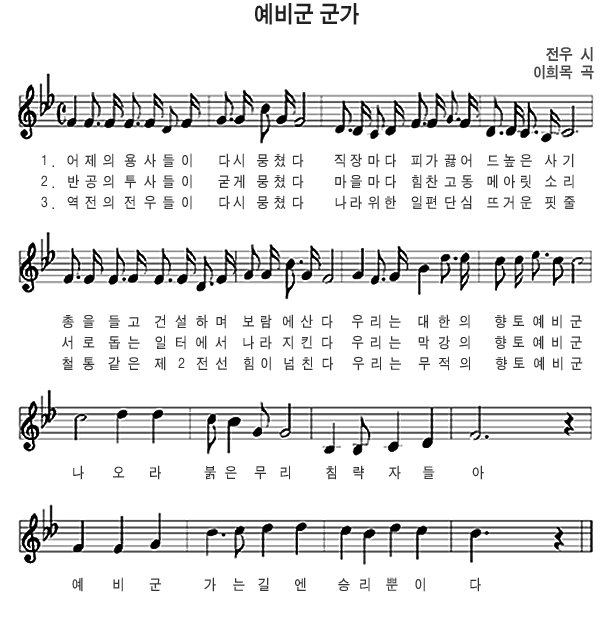 예비군 군가
전우 시
이희목 곡
1. 어제의 용사들이 다시 뭉쳤다 직장마다 피가 끓어 드높은 사기
2. 반공의 투사들이 굳게 뭉쳤다 마을마다 힘찬고동 메아릿 소리
3. 역전의 전우들이 다시 뭉쳤다 나라위한 일편단심 뜨거운 핏줄
총을 들고 건설하며 보람에산다 우리는 대한의 향토예비군
서로 돕는 일터에서 나라지킨다 우리는 막강의 향토예비군
철통 같은 제2전선 힘이넘친다 우리는 무적의 향토예비군
나 오 라 붉은무리 침략자들 아
예 비 군 가는길엔 승리뿐이 다